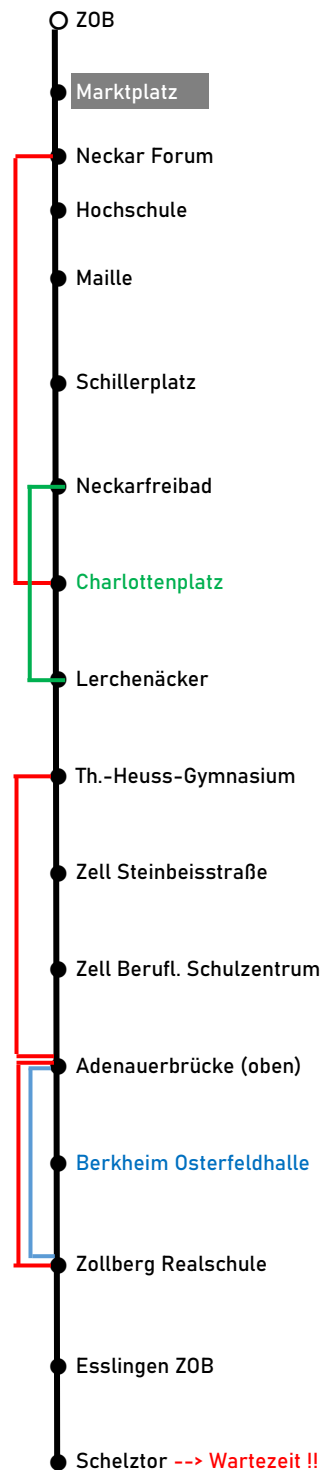 ZOB
Marktplatz
Neckar Forum
Hochschule
Maille
Schillerplatz
Neckarfreibad
Charlottenplatz
Lerchenäcker
Th.-Heuss-Gymnasium
Zell Steinbeisstraße
Zell Berufl. Schulzentrum
Adenauerbrücke (oben)
Berkheim Osterfeldhalle
Zollberg Realschule
Esslingen ZOB
Schelztor --> Wartezeit !!